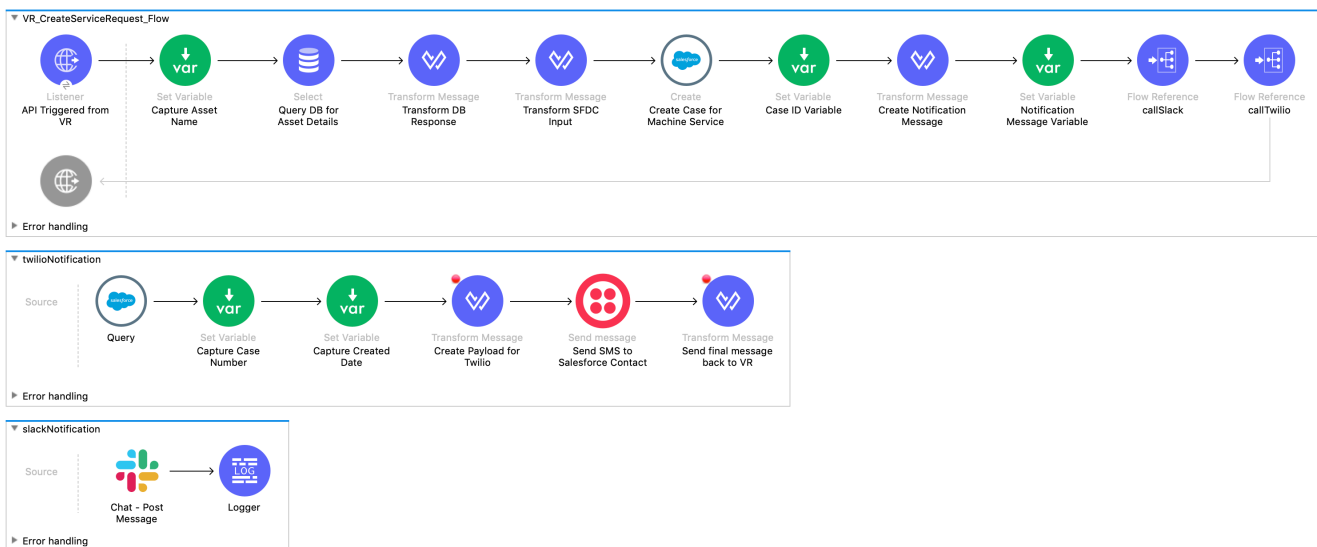 VR_CreateServiceRequest_Flow
var
var
var
salesforce
Listener
Set Variable
Select
Transform Message
Transform Message
Create
Set Variable
Transform Message
Set Variable
Flow Reference
Flow Reference
API Triggered from
VR
Capture Asset
Name
Query DB for
Asset Details
Transform DB
Response
Transform SFDC
Input
Create Case for
Machine Service
Case ID Variable
Create Notification
Message
Notification
Message Variable
callSlack
callTwilio
Error handling
twilioNotification
Source
salesforce
var
var
Query
Set Variable
Capture Case
Number
Set Variable
Capture Created
Date
Transform Message
Create Payload for
Twilio
Send message
Send SMS to
Salesforce Contact
Transform Message
Send final message
back to VR
Error handling
slackNotification
Source
LOG
Chat - Post
Message
Logger
Error handling